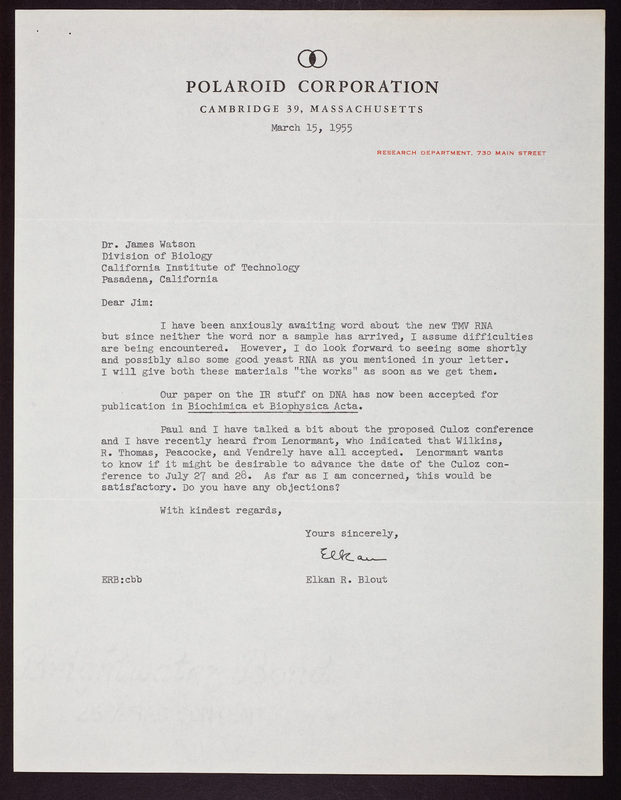 POLAROID CORPORATION
CAMBRIDGE 39, MASSACHUSETTS
March 15, 1955
RESEARCH DEPARTMENT, 730 MAIN STREET
Dr. James Watson
Division of Biology
California Institute of Technology
Pasadena, California
Dear Jim:
I have been anxiously awaiting word about the new TMV RNA
but since neither the word nor a sample has arrived, I assume difficulties
are being encountered. However, I do look forward to seeing some shortly
and possibly also some good yeast RNA as you mentioned in your letter.
I will give both these materials "the works" as soon as we get them.
Our paper on the IR stuff on DNA has now been accepted for
publication in Biochimica et Biophysica Acta.
Paul and I have talked a bit about the proposed Culoz conference
and I have recently heard from Lenormant, who indicated that Wilkins,
R. Thomas, Peacocke, and Vendrely have all accepted. Lenormant wants
to know if it might be desirable to advance the date of the Culoz con-
ference to July 27 and 28. As far as I am concerned, this would be
satisfactory. Do you have any objections?
With kindest regards,
Yours sincerely,
Elkan
ERB:cbb Elkan R. Blout
Brightwater Bond